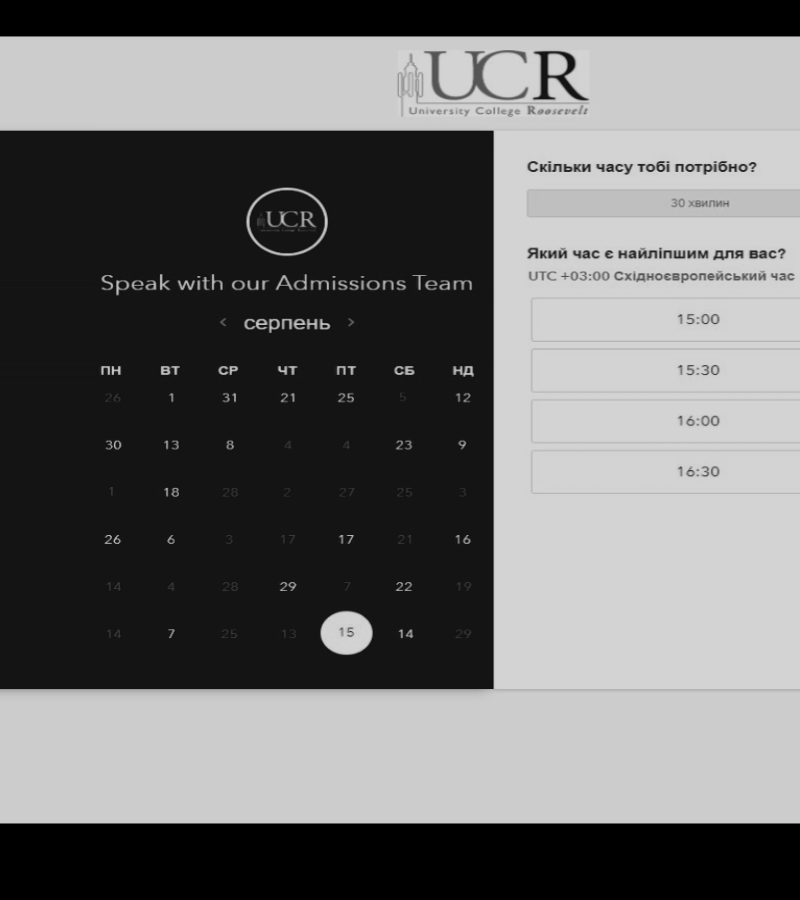 UCR
University College Roosevelt
UCR
Speak with our Admissions Team
< серпень >
ПН ВТ СР ЧТ ПТ СБ НД
26 1 31 21 25 5 12
30 13 8 4 4 23 9
1 18 28 2 27 25 3
26 6 3 17 17 21 16
14 4 28 29 7 22 19
14 7 25 13 15 14 29
Скільки часу тобі потрібно?
30 хвилин
Який час є найліпшим для вас?
UTC +03:00 Східноєвропейський час
15:00
15:30
16:00
16:30